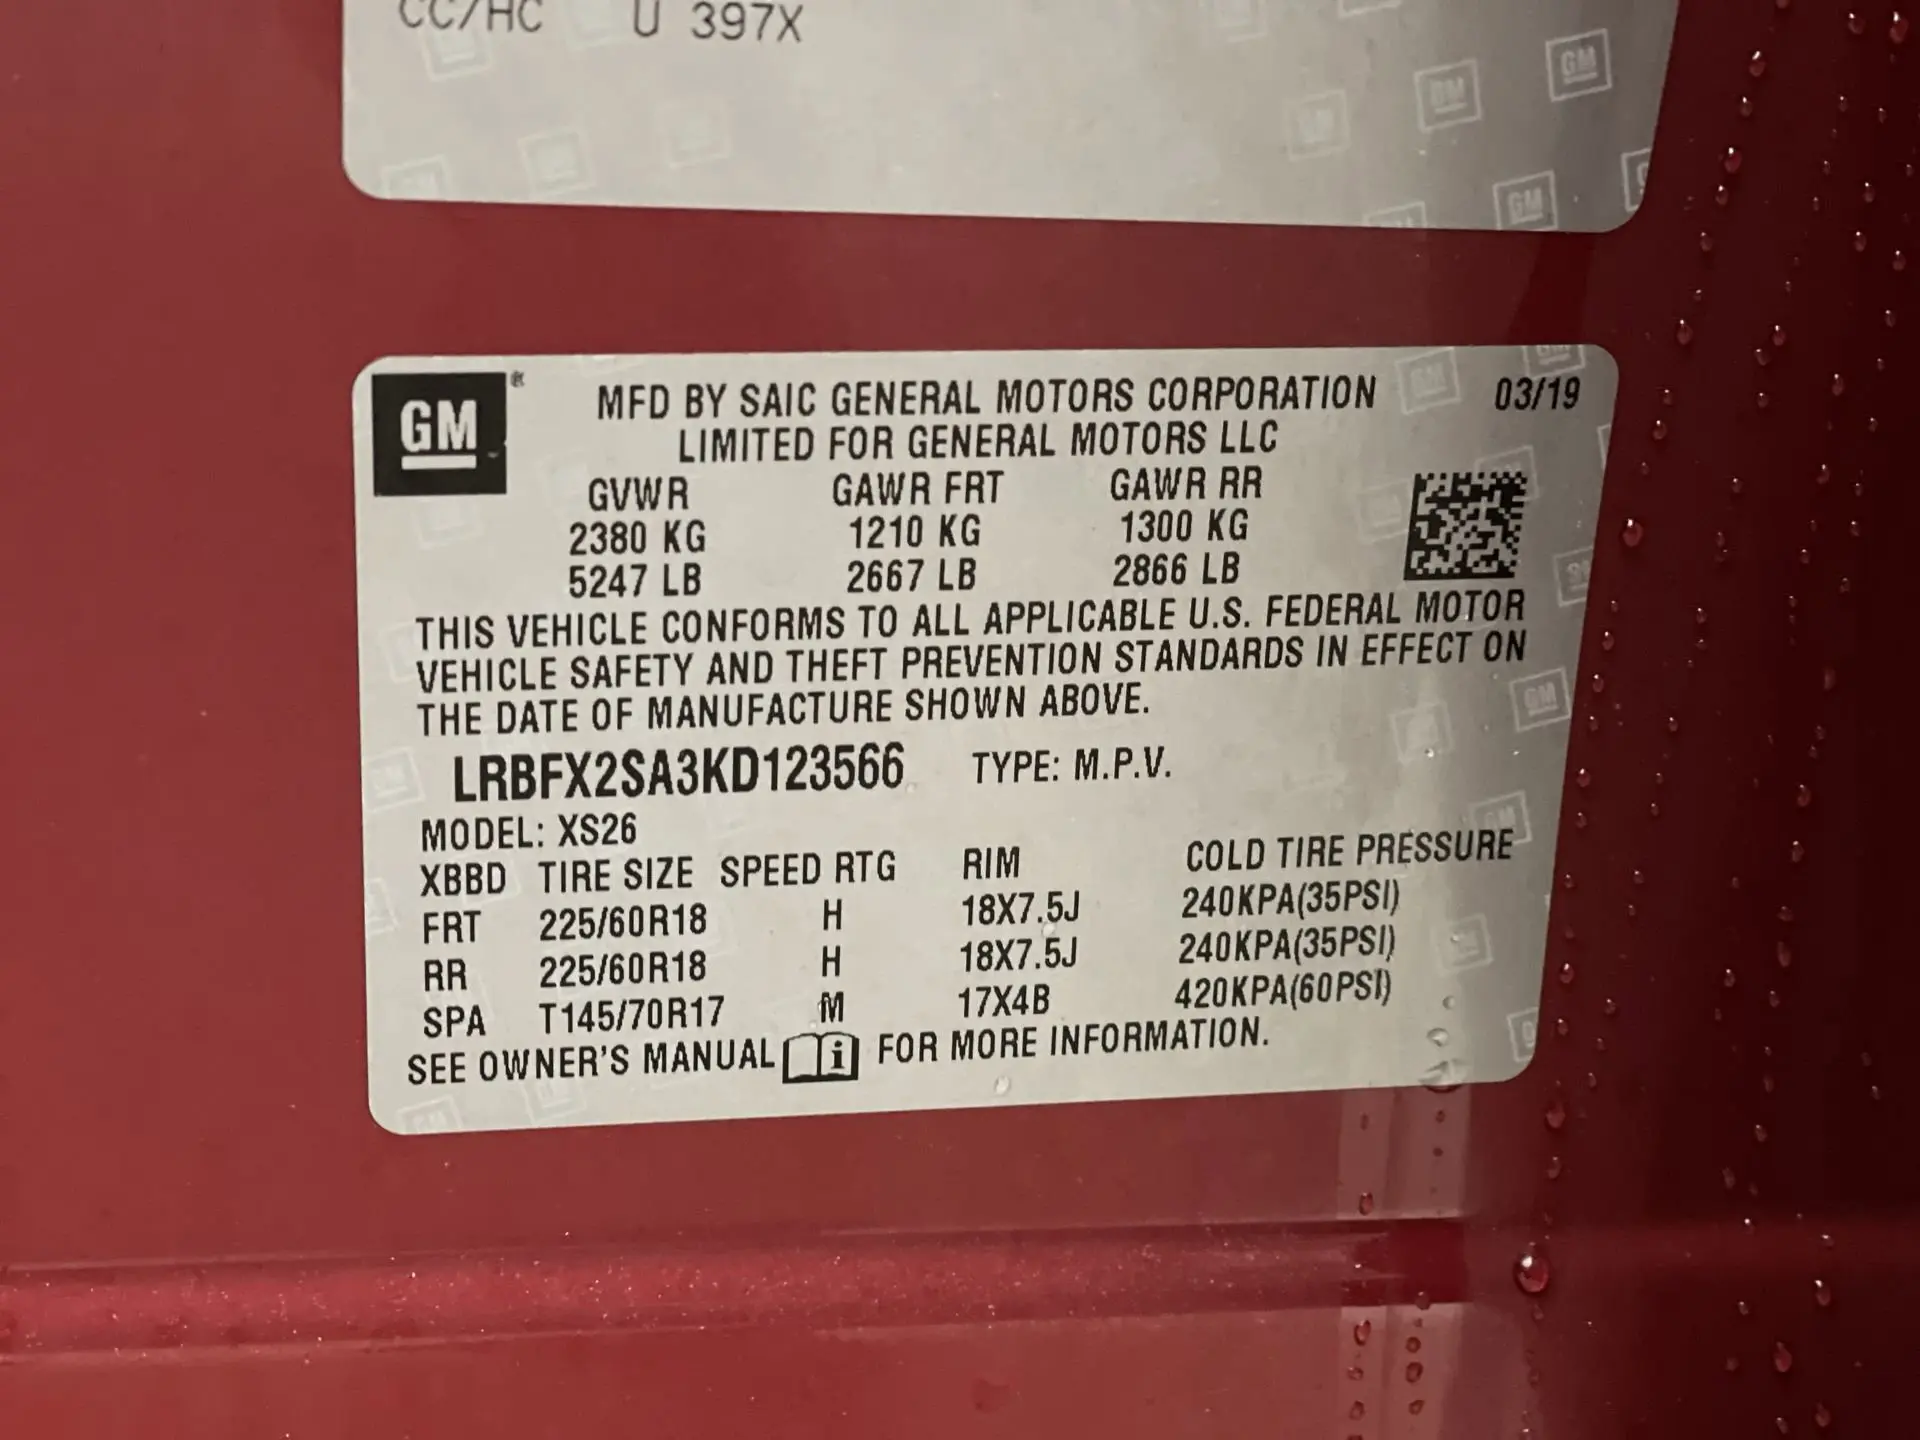 CC/HC U 397X
GM
MFD BY SAIC GENERAL MOTORS CORPORATION 03/19
LIMITED FOR GENERAL MOTORS LLC
GVWR GAWR FRT GAWR RR
2380 KG 1210 KG 1300 KG
5247 LB 2667 LB 2866 LB
THIS VEHICLE CONFORMS TO ALL APPLICABLE U.S. FEDERAL MOTOR
VEHICLE SAFETY AND THEFT PREVENTION STANDARDS IN EFFECT ON
THE DATE OF MANUFACTURE SHOWN ABOVE.
LRBFX2SA3KD123566 TYPE: M.P.V.
MODEL: XS26
XBBD TIRE SIZE SPEED RTG RIM COLD TIRE PRESSURE
FRT 225/60R18 H 18X7.5J 240KPA(35PSI)
RR 225/60R18 H 18X7.5J 240KPA(35PSI)
SPA T145/70R17 M 17X4B 420KPA(60PSI)
SEE OWNER'S MANUAL i FOR MORE INFORMATION.